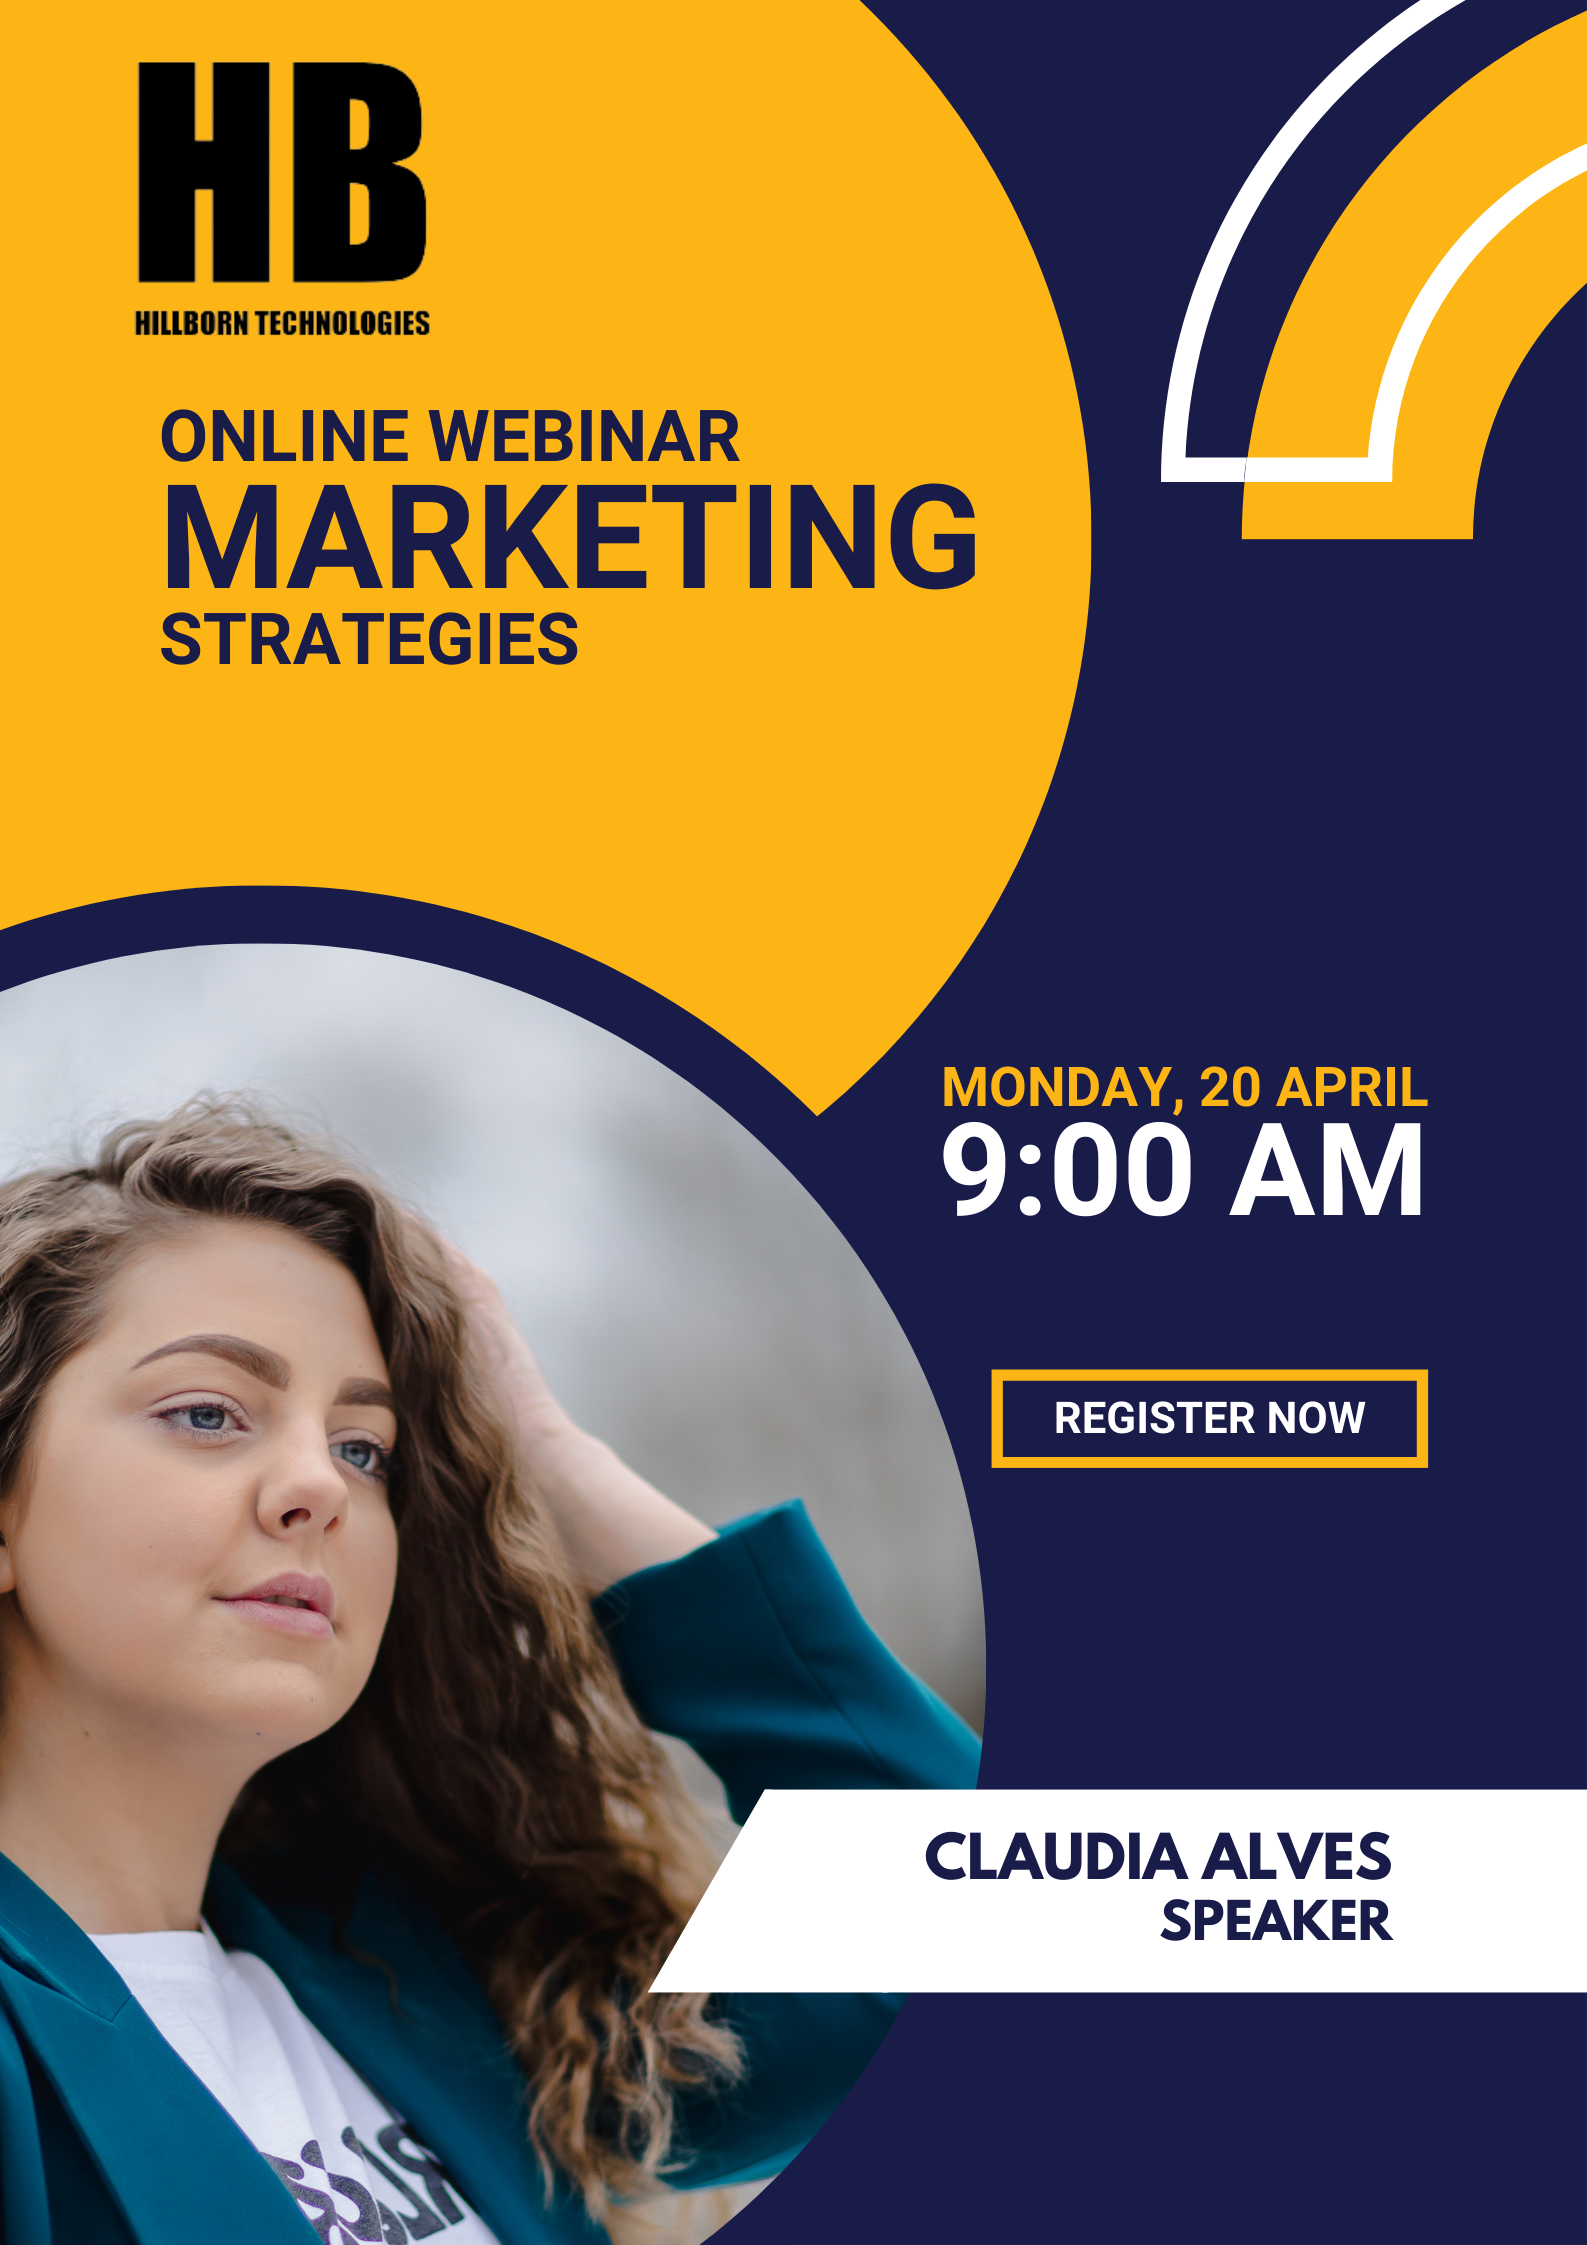 HB
HILLBORN TECHNOLOGIES
ONLINE WEBINAR
MARKETING
STRATEGIES
MONDAY, 20 APRIL
9:00 AM
REGISTER NOW
CLAUDIA ALVES
SPEAKER